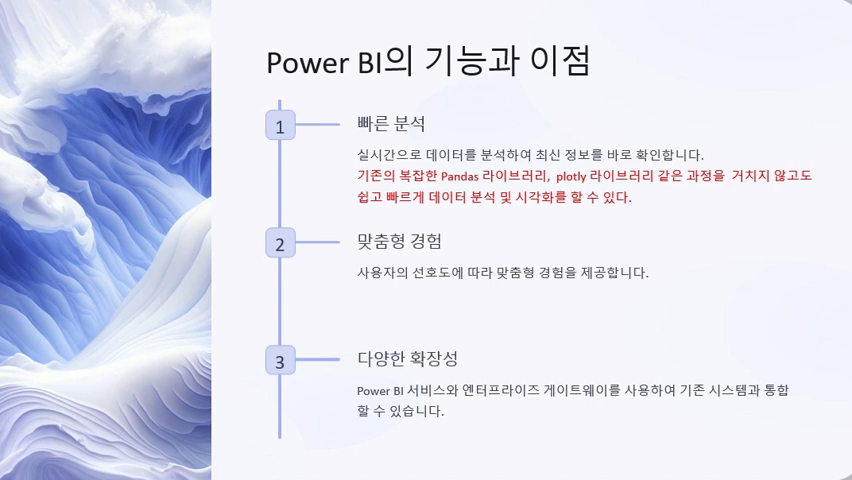 Power BI의 기능과 이점
1
빠른 분석
실시간으로 데이터를 분석하여 최신 정보를 바로 확인합니다.
기존의 복잡한 Pandas 라이브러리, plotly 라이브러리 같은 과정을 거치지 않고도
쉽고 빠르게 데이터 분석 및 시각화를 할 수 있다.
2
맞춤형 경험
사용자의 선호도에 따라 맞춤형 경험을 제공합니다.
3
다양한 확장성
Power BI 서비스와 엔터프라이즈 게이트웨이를 사용하여 기존 시스템과 통합
할 수 있습니다.